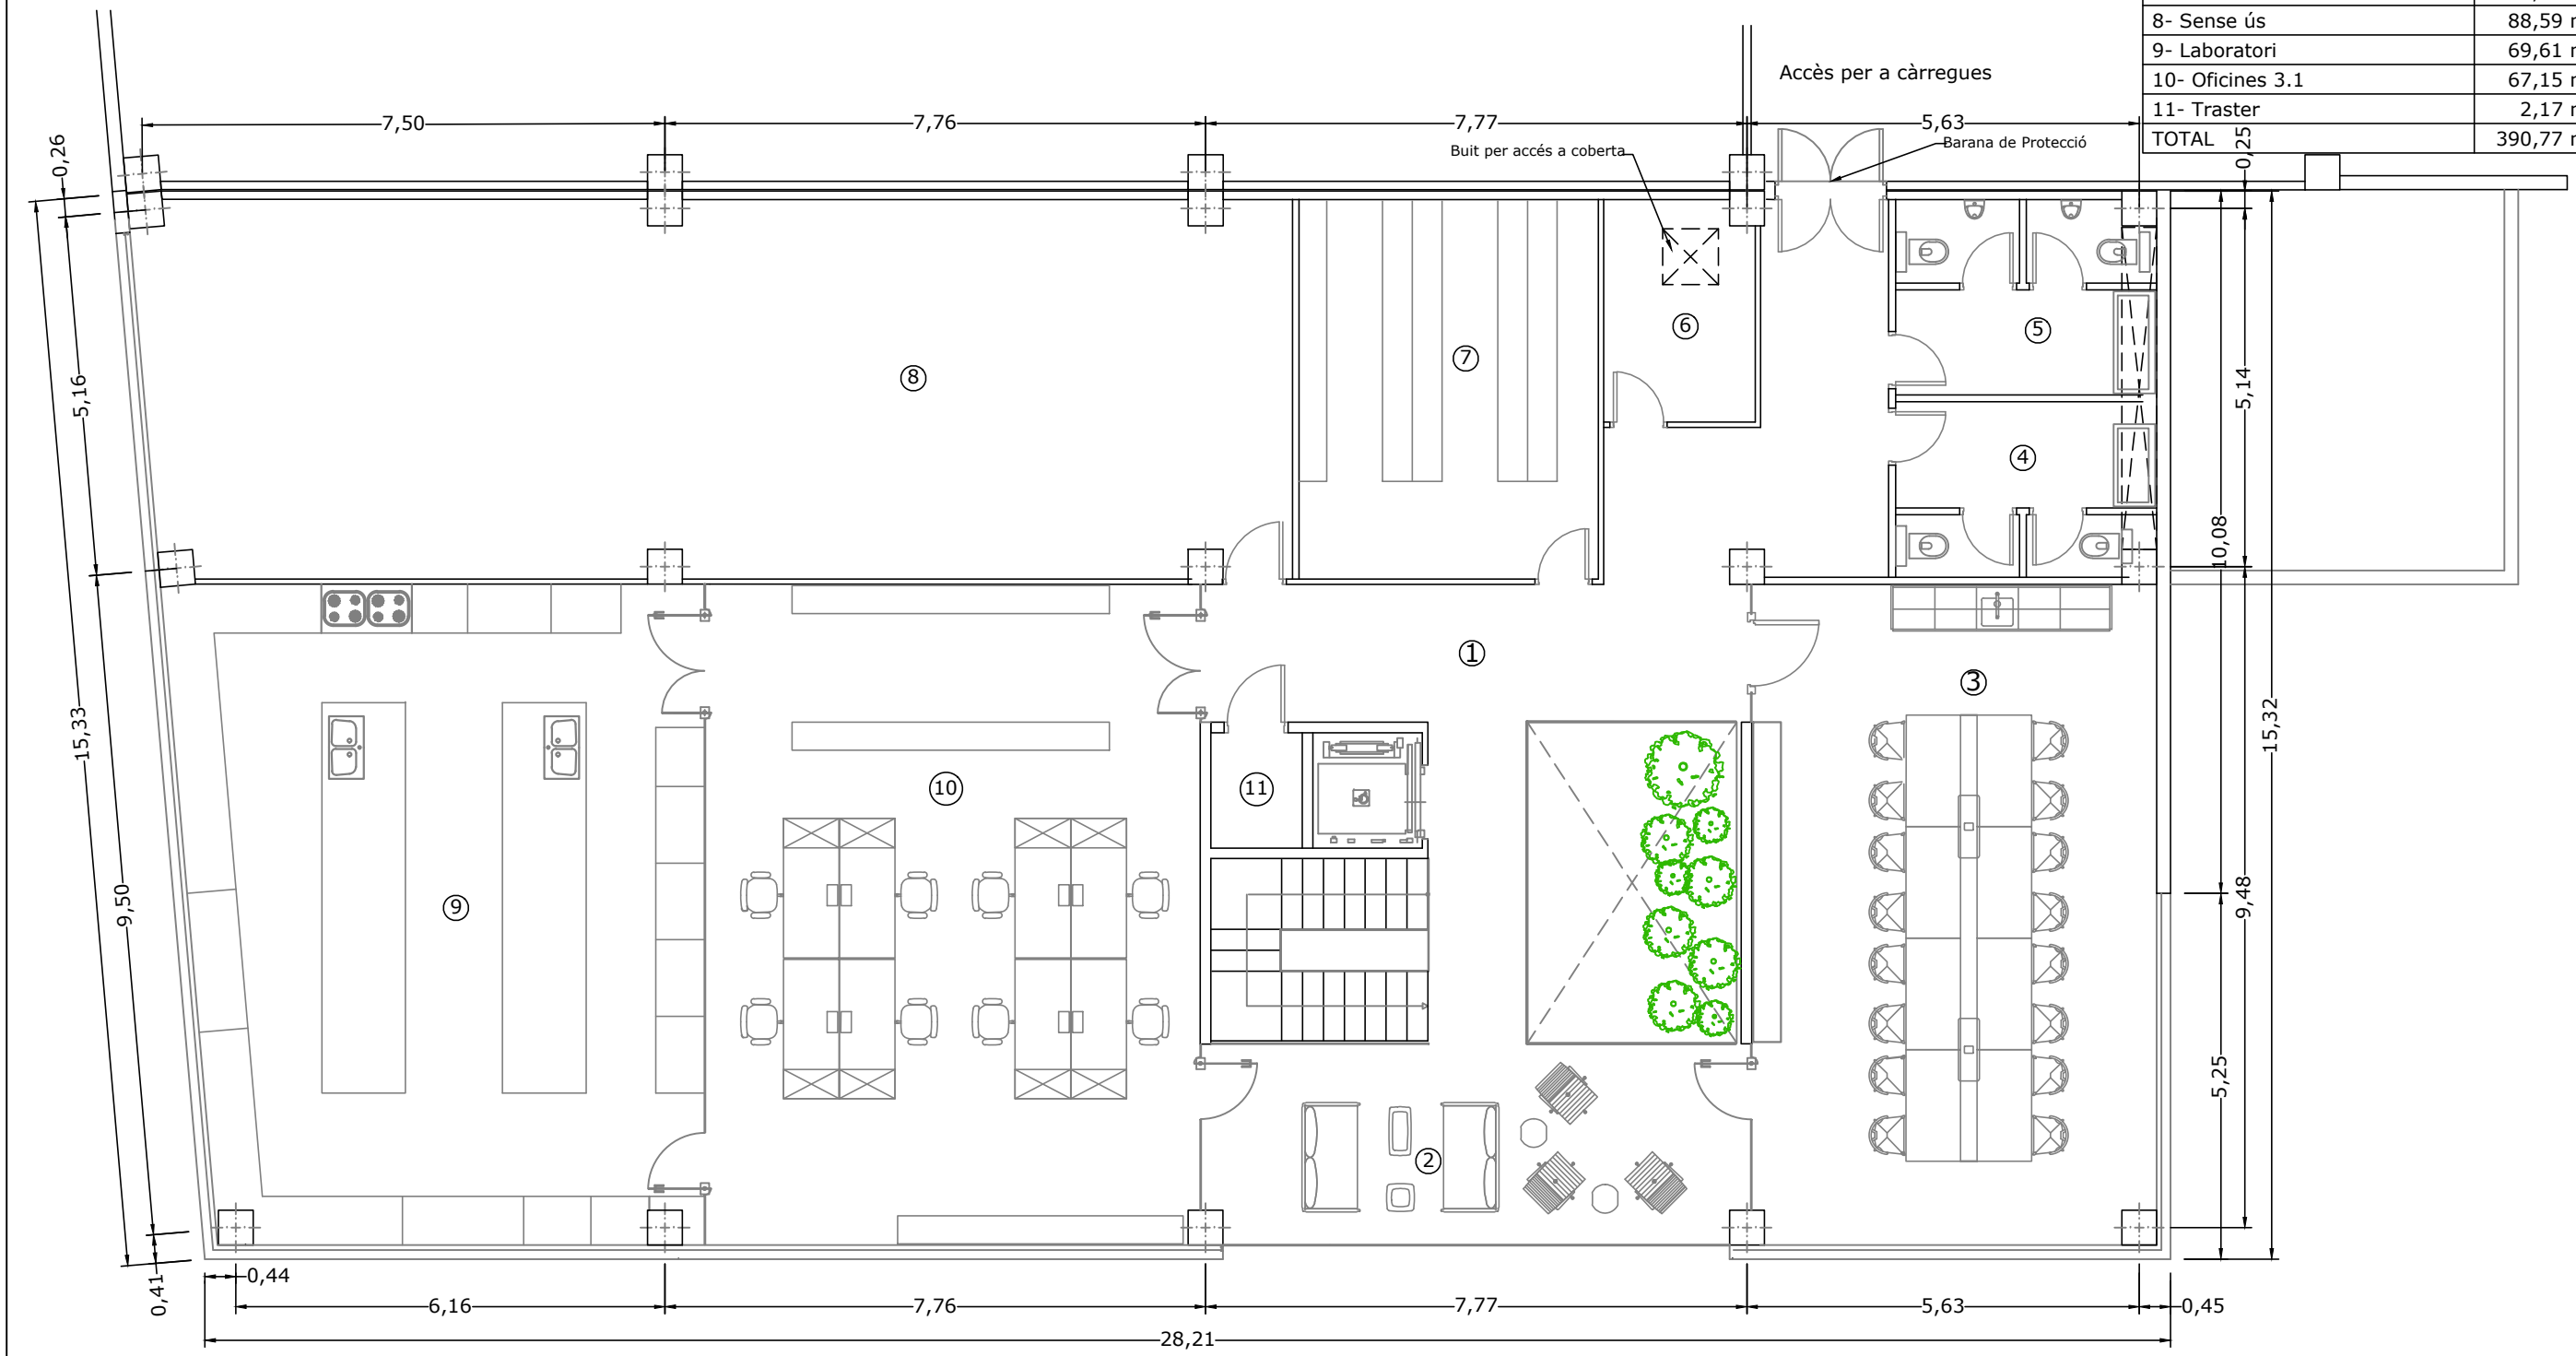 8- Sense ús 88,59
9- Laboratori 69,61
10- Oficines 3.1 67,15
11- Traster 2,17
TOTAL 390,77
Accès per a càrregues
7,50 7,76 7,77 5,63
Buit per accés a coberta
Barana de Protecció
0,26
0,25
5,16
5,14
10,08
15,33
15,32
9,50
9,48
5,25
0,41
8
7
6
5
4
1
3
10
11
9
2
0,44
6,16 7,76 7,77 5,63 0,45
28,21